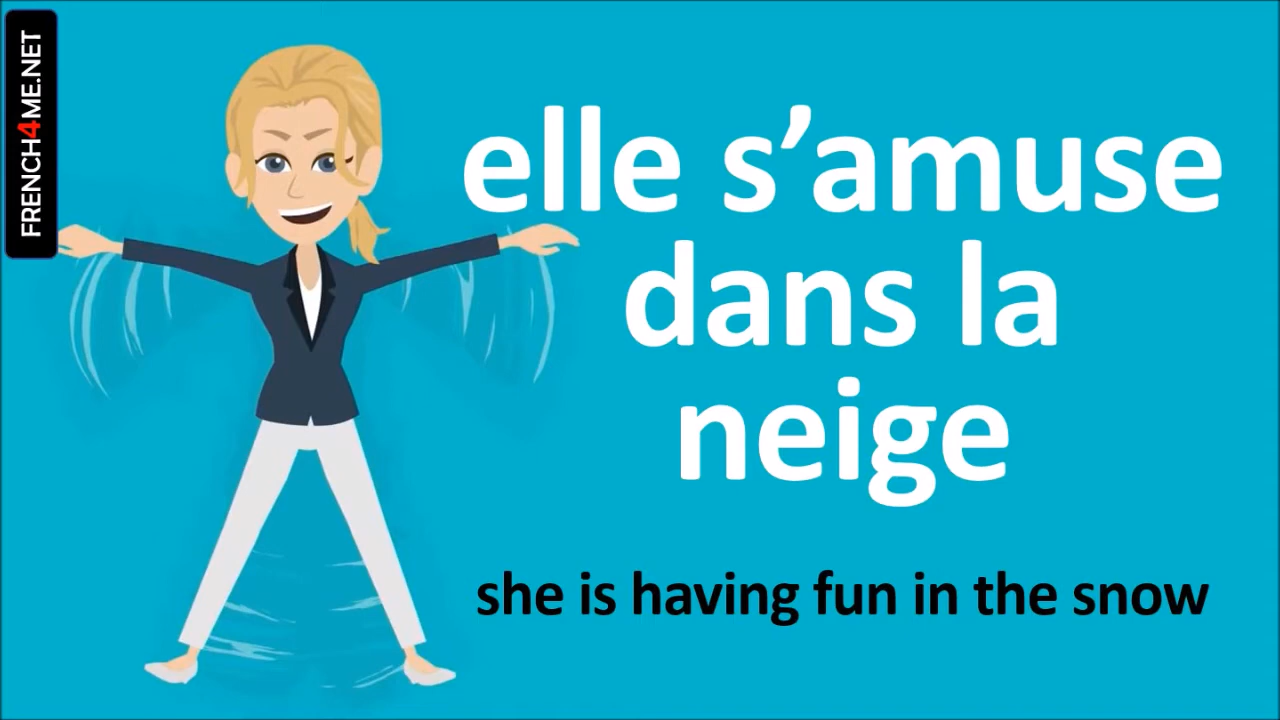 FRENCH4ME.NET
elle s’amuse
dans la
neige
she is having fun in the snow